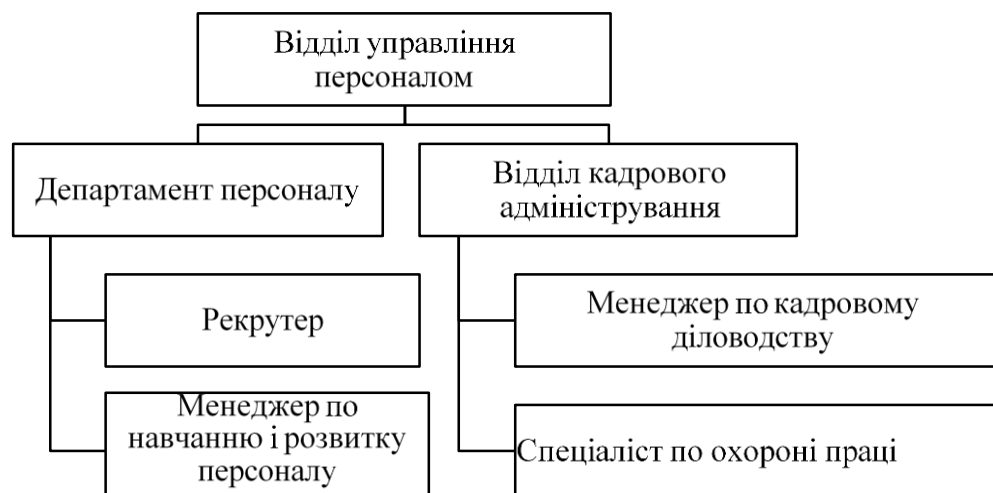 Відділ управління
персоналом
Департамент персоналу
Відділ кадрового
адміністрування
Рекрутер
Менеджер по
навчанню і розвитку
персоналу
Менеджер по кадровому
діловодству
Спеціаліст по охороні праці